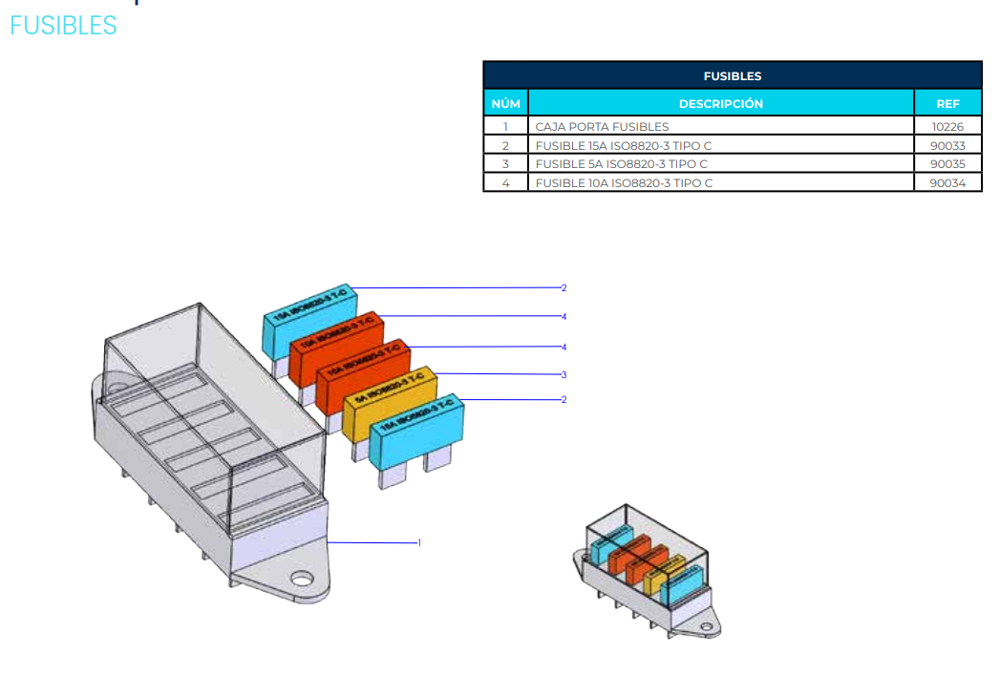 FUSIBLES
FUSIBLES
NÚM DESCRIPCIÓN REF
1 CAJA PORTA FUSIBLES 10226
2 FUSIBLE 15A ISO8820-3 TIPO C 90033
3 FUSIBLE 5A ISO8820-3 TIPO C 90035
4 FUSIBLE 10A ISO8820-3 TIPO C 90034
15A ISO8820-3 T-C 2
10A ISO8820-3 T-C 4
10A ISO8820-3 T-C 4
5A ISO8820-3 T-C 3
15A ISO8820-3 T-C 2
1